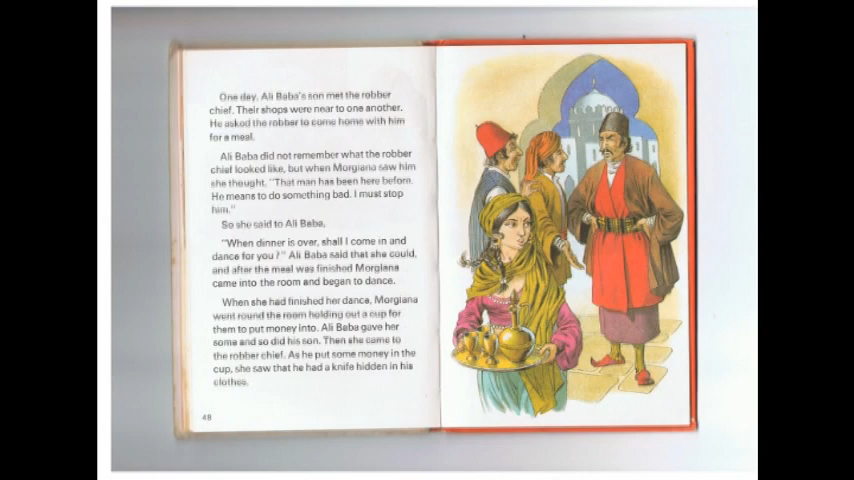 One day, Ali Baba's son met the robber
chief. Their shops were near to one another.
He asked the robber to come home with him
for a meal.
Ali Baba did not remember what the robber
chief looked like, but when Morgiana saw him
she thought, "That man has been here before.
He means to do something bad. I must stop
him."
So she said to Ali Baba,
"When dinner is over, shall I come in and
dance for you?" Ali Baba said that she could,
and after the meal was finished Morgiana
came into the room and began to dance.
When she had finished her dance, Morgiana
went round the room holding out a cup for
them to put money into. Ali Baba gave her
some and so did his son. Then she came to
the robber chief. As he put some money in the
cup, she saw that he had a knife hidden in his
clothes.
48